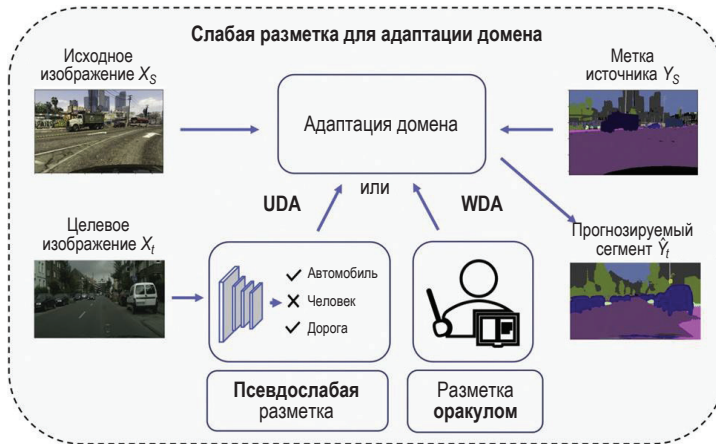 Слабая разметка для адаптации домена
Исходное
изображение X_S
Метка
источника Y_S
Адаптация домена
UDA
или
WDA
Целевое
изображение X_t
Автомобиль
Человек
Дорога
Прогнозируемый
сегмент Ŷ_t
Псевдослабая
разметка
Разметка
оракулом